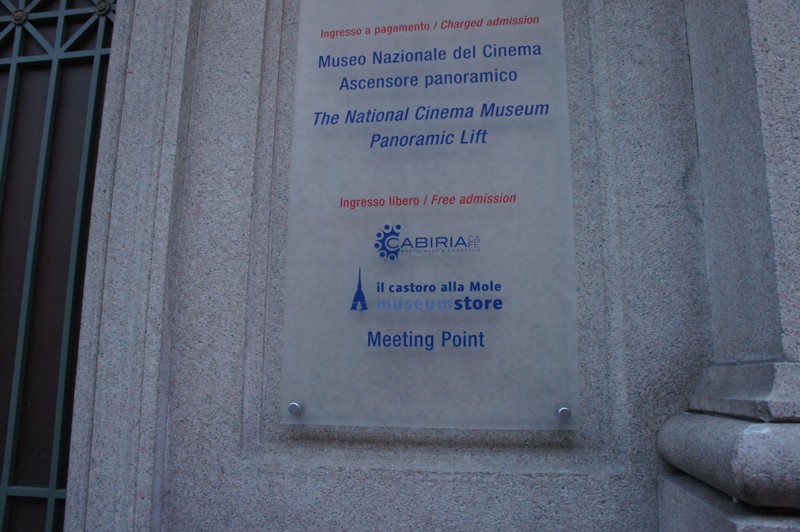 Ingresso a pagamento / Charged admission
Museo Nazionale del Cinema
Ascensore panoramico
The National Cinema Museum
Panoramic Lift
Ingresso libero / Free admission
CABIRIA CAFE
il castoro alla Mole
museumstore
Meeting Point